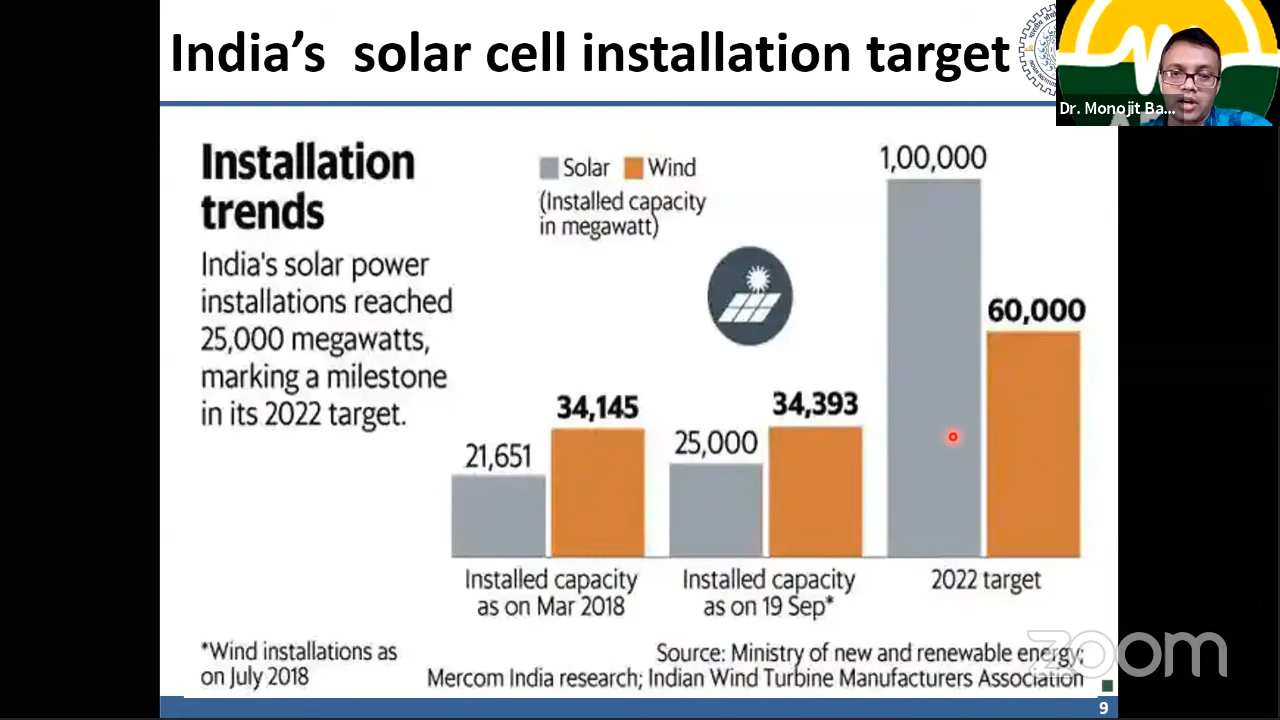 India's  solar cell installation target
Dr. Monojit Ba...
Installation
trends
India's solar power
installations reached
25,000 megawatts,
marking a milestone
in its 2022 target.
Solar Wind
(Installed capacity
in megawatt)
21,651
34,145
25,000
34,393
1,00,000
60,000
Installed capacity
as on Mar 2018
Installed capacity
as on 19 Sep*
2022 target
*Wind installations as
on July 2018
Source: Ministry of new and renewable energy;
Mercom India research; Indian Wind Turbine Manufacturers Association
zoom
9